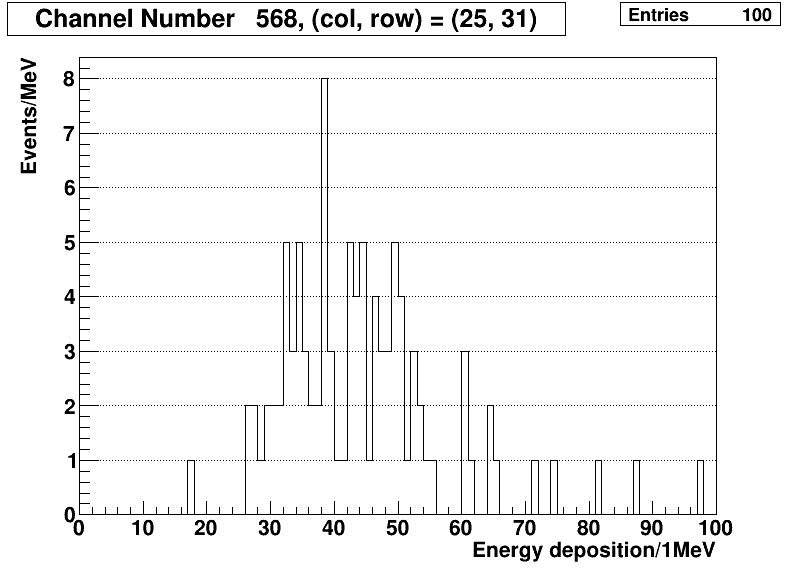 Channel Number 568, (col, row) = (25, 31)
Entries 100
Events/MeV
8
7
6
5
4
3
2
1
0
0 10 20 30 40 50 60 70 80 90 100
Energy deposition/1MeV